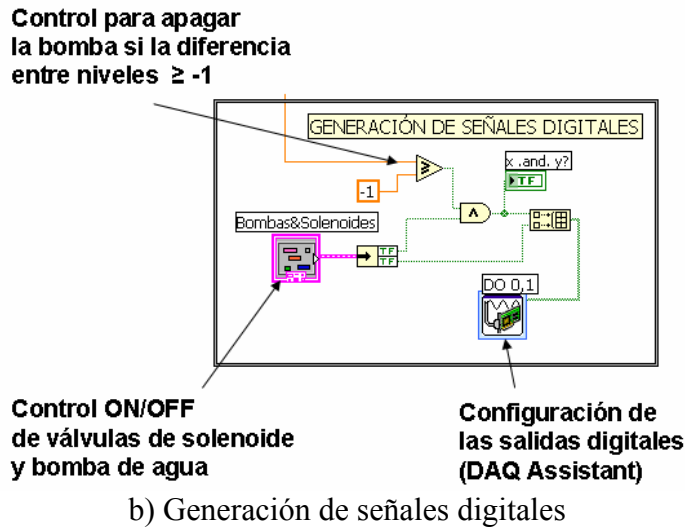 Control para apagar
la bomba si la diferencia
entre niveles ≥ -1
GENERACIÓN DE SEÑALES DIGITALES
x .and. y?
TF
≥
-1
∧
Bombas&Solenoides
TF
TF
DO 0,1
Control ON/OFF
de válvulas de solenoide
y bomba de agua
Configuración de
las salidas digitales
(DAQ Assistant)
b) Generación de señales digitales